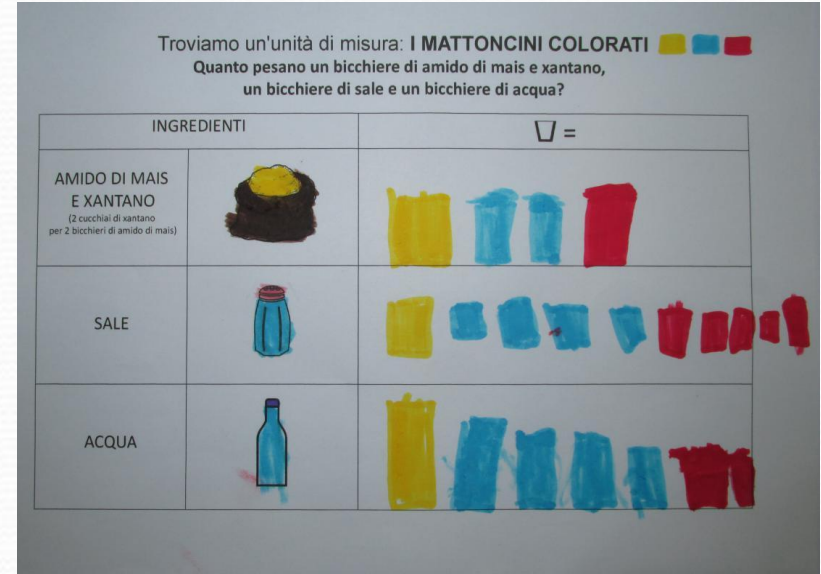 Troviamo un'unità di misura: I MATTONCINI COLORATI
Quanto pesano un bicchiere di amido di mais e xantano,
un bicchiere di sale e un bicchiere di acqua?
INGREDIENTI
=
AMIDO DI MAIS
E XANTANO
(2 cucchiai di xantano
per 2 bicchieri di amido di mais)
SALE
ACQUA